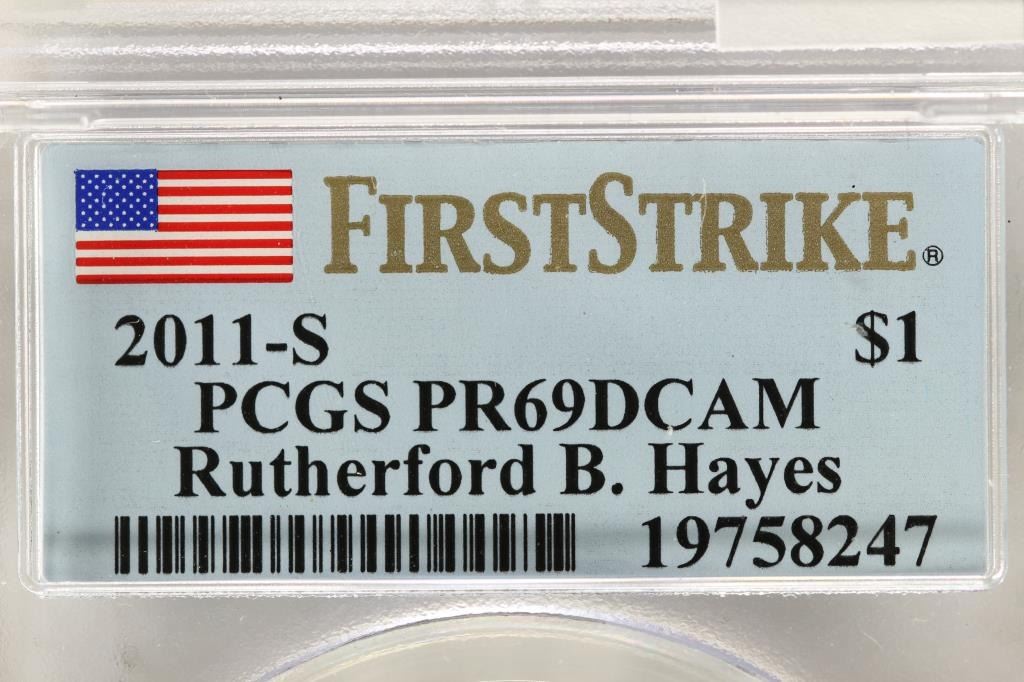 FIRSTSTRIKE®
2011-S $1
PCGS PR69DCAM
Rutherford B. Hayes
19758247